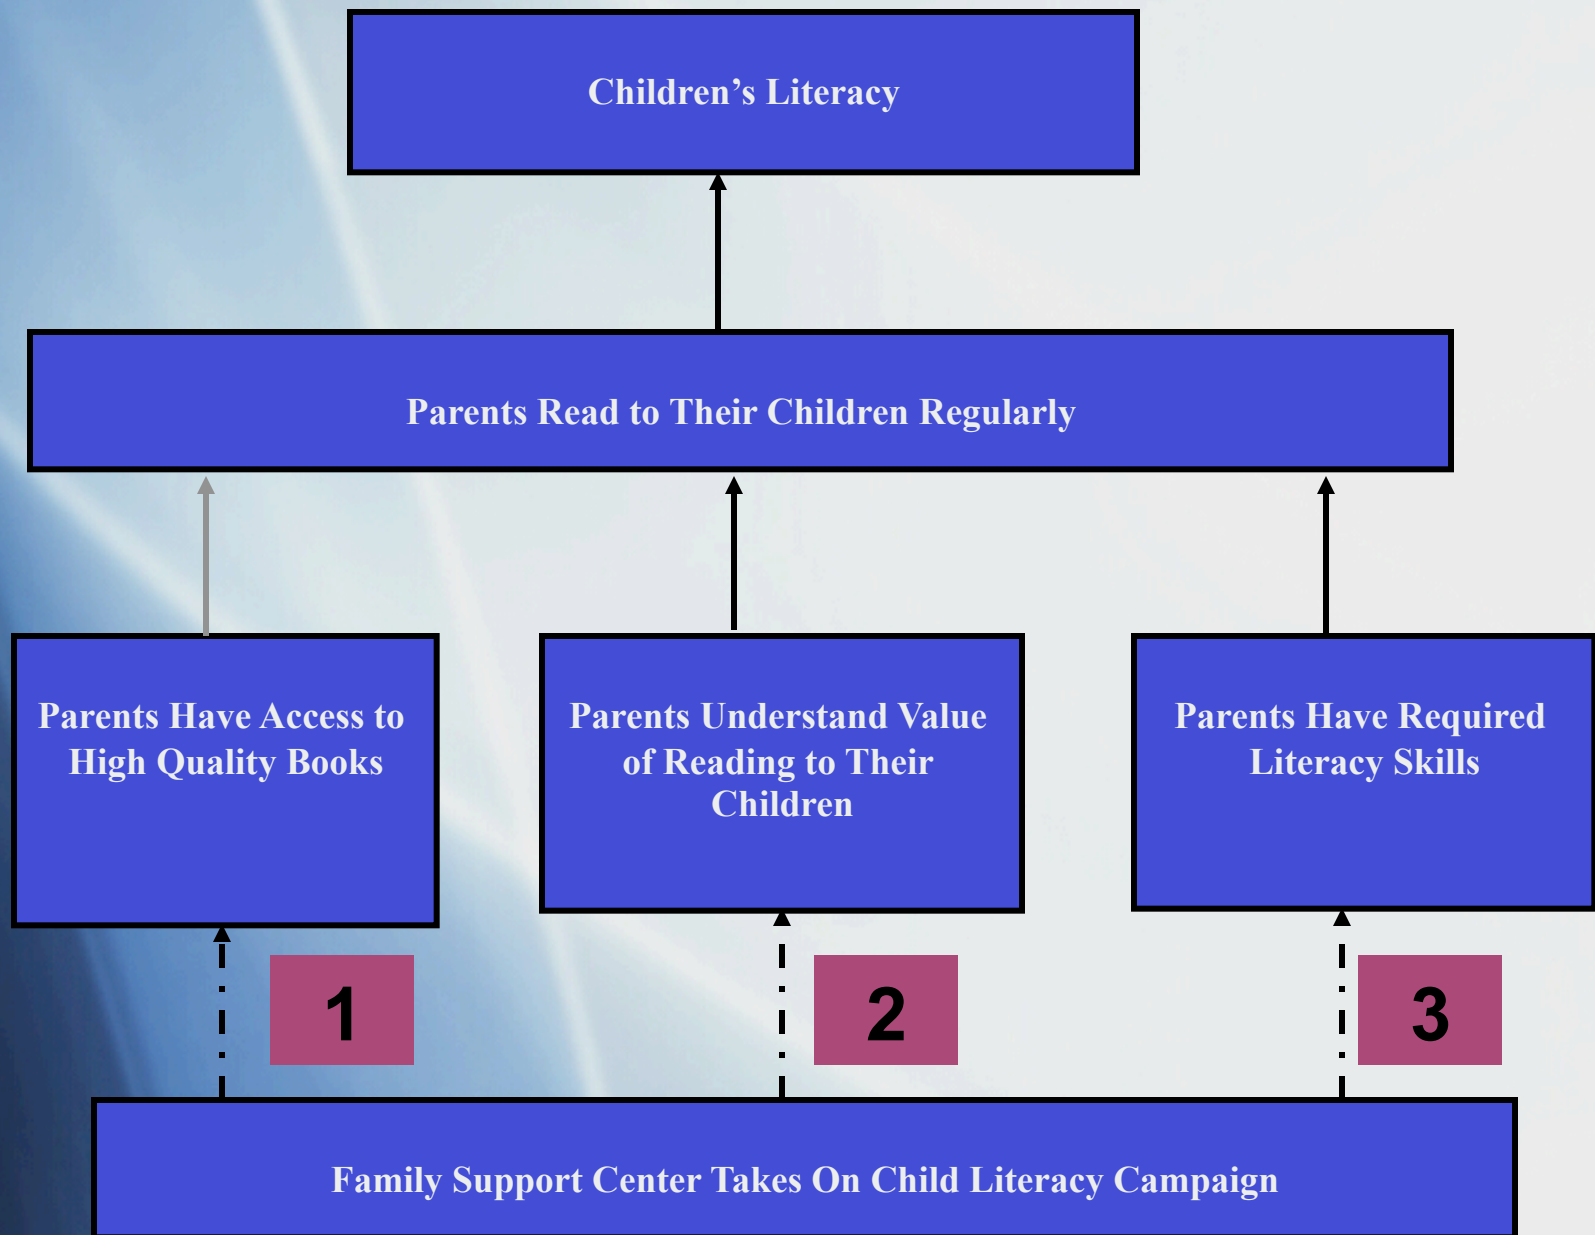 Children’s Literacy
Parents Read to Their Children Regularly
Parents Have Access to
High Quality Books
Parents Understand Value
of Reading to Their
Children
Parents Have Required
Literacy Skills
1
2
3
Family Support Center Takes On Child Literacy Campaign